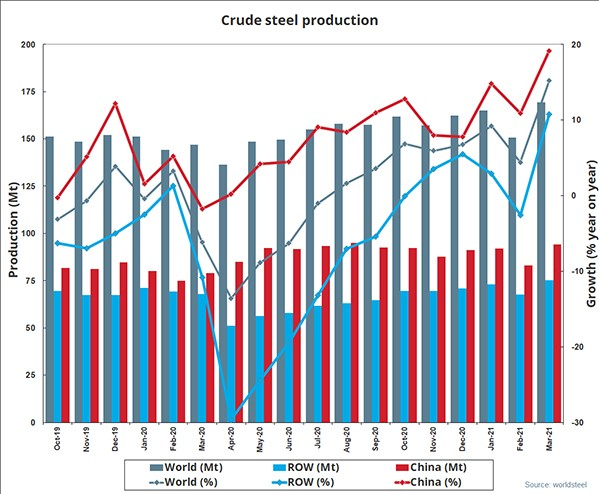 Crude steel production
200
175
150
125
100
75
50
25
0
Production (Mt)
20
10
0
-10
-20
-30
Growth (% year on year)
Oct-19 Nov-19 Dec-19 Jan-20 Feb-20 Mar-20 Apr-20 May-20 Jun-20 Jul-20 Aug-20 Sep-20 Oct-20 Nov-20 Dec-20 Jan-21 Feb-21 Mar-21
World (Mt) ROW (Mt) China (Mt)
World (%) ROW (%) China (%)
Source: worldsteel